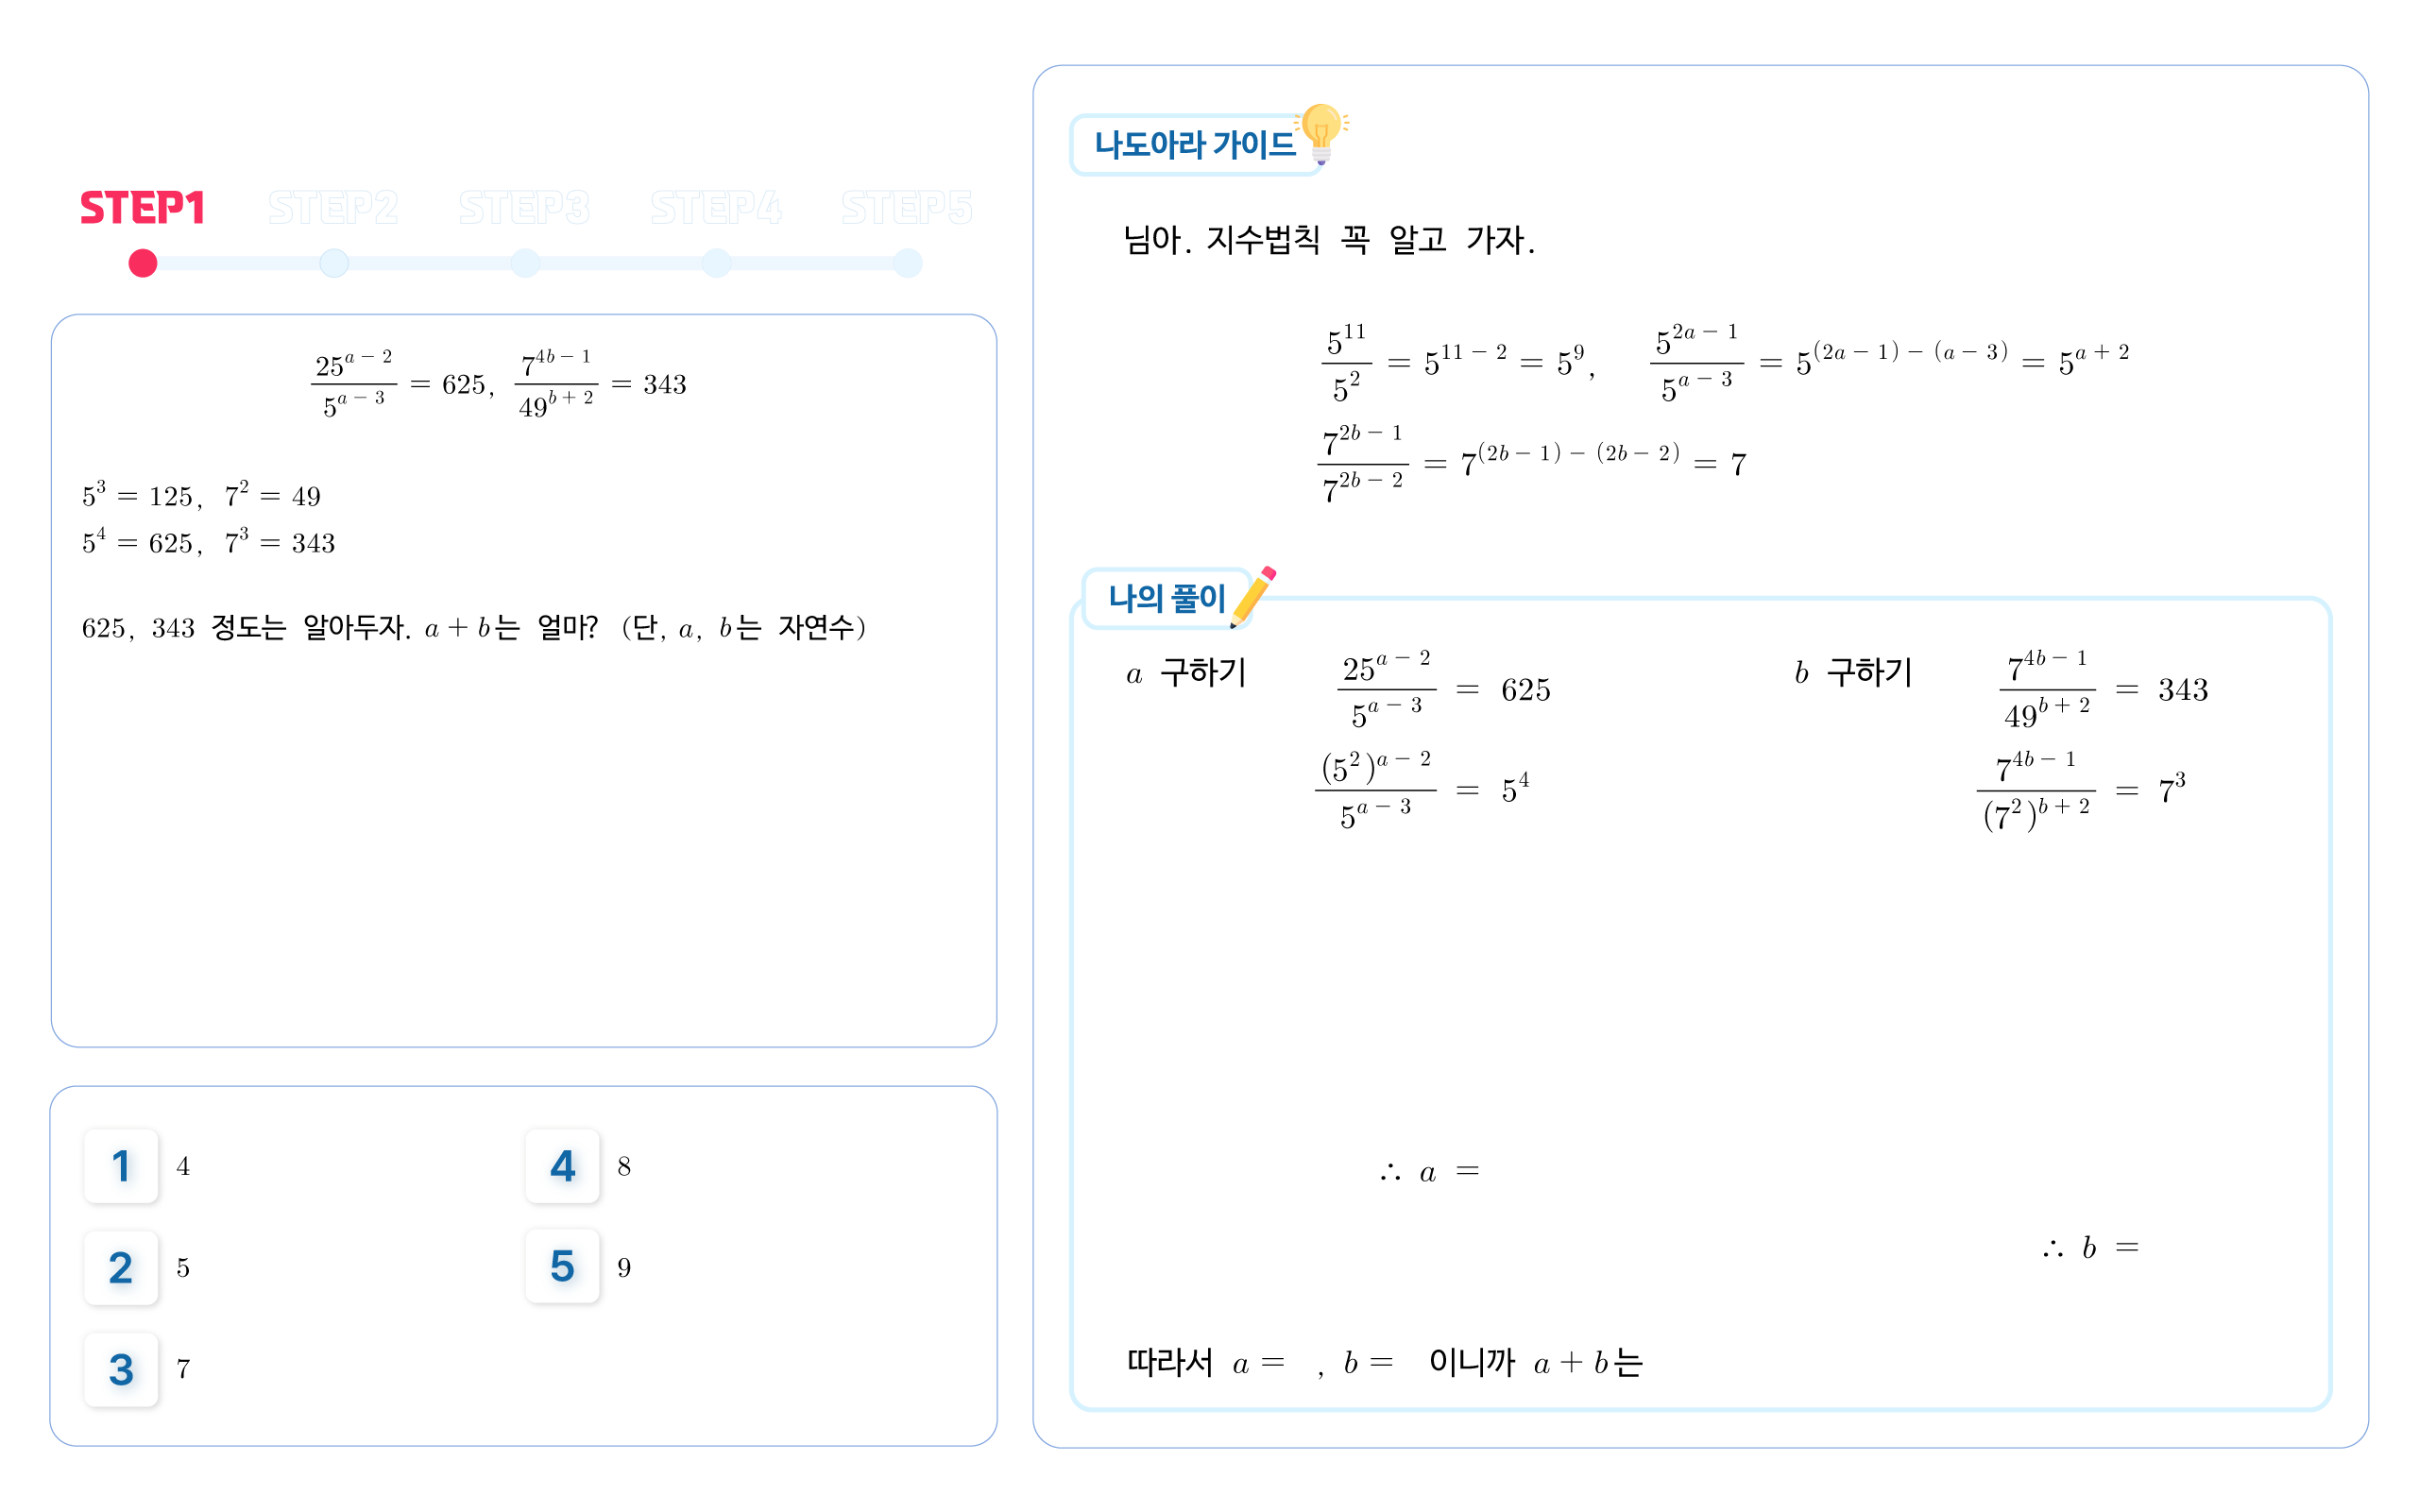 STEP1 STEP2 STEP3 STEP4 STEP5
\frac{25^{a-2}}{5^{a-3}} = 625, \frac{7^{4b-1}}{49^{b+2}} = 343
5^3 = 125, 7^2 = 49
5^4 = 625, 7^3 = 343
625, 343 정도는 알아두자. a + b는 얼마? (단, a, b는 자연수)
1 4
2 5
3 7
4 8
5 9
나도아라 가이드
님아. 지수법칙 꼭 알고 가자.
\frac{5^{11}}{5^2} = 5^{11-2} = 5^9, \frac{5^{2a-1}}{5^{a-3}} = 5^{(2a-1)-(a-3)} = 5^{a+2}
\frac{7^{2b-1}}{7^{2b-2}} = 7^{(2b-1)-(2b-2)} = 7
나의 풀이
a 구하기 \frac{25^{a-2}}{5^{a-3}} = 625
\frac{(5^2)^{a-2}}{5^{a-3}} = 5^4
∴ a =
b 구하기 \frac{7^{4b-1}}{49^{b+2}} = 343
\frac{7^{4b-1}}{(7^2)^{b+2}} = 7^3
∴ b =
따라서 a = , b = 이니까 a + b는